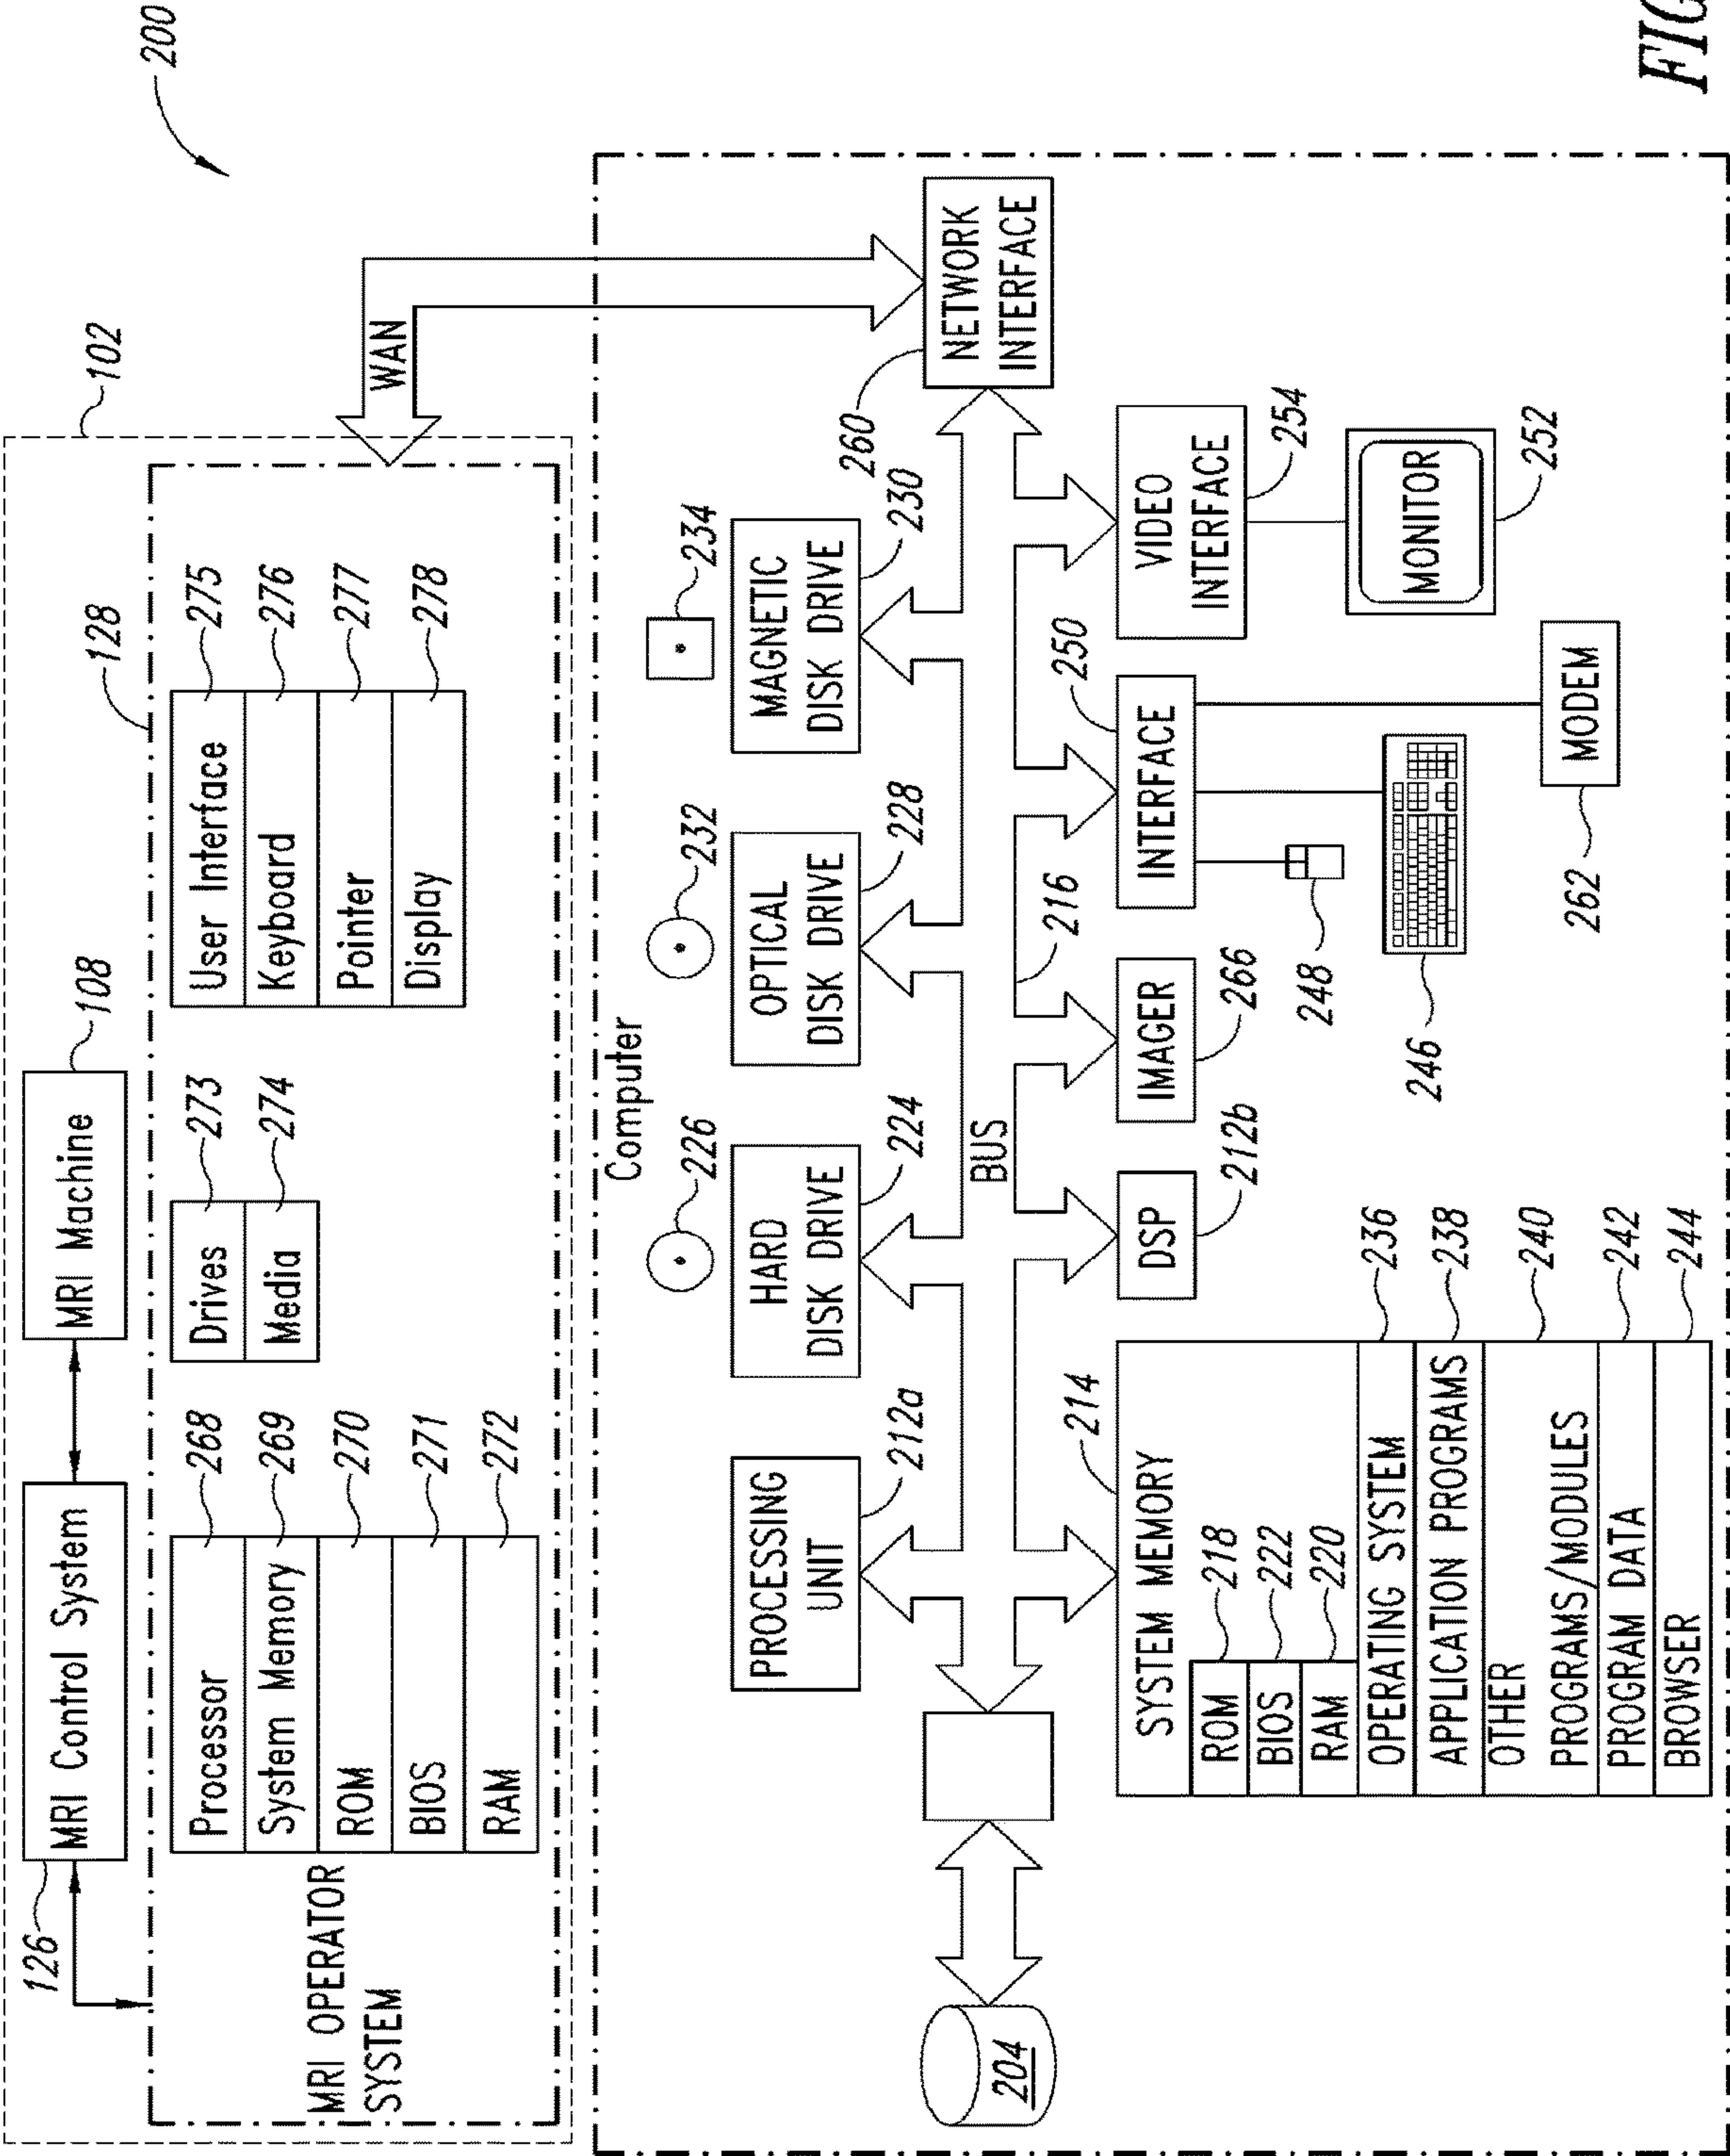 200
102
126
MRI Control System
MRI Machine
108
128
MRI OPERATOR
SYSTEM
Processor
268
System Memory
269
ROM
270
BIOS
271
RAM
272
Drives
273
Media
274
User Interface
275
Keyboard
276
Pointer
277
Display
278
WAN
Computer
226
232
234
PROCESSING
UNIT
212a
HARD
DISK DRIVE
224
OPTICAL
DISK DRIVE
228
MAGNETIC
DISK DRIVE
230
260
NETWORK
INTERFACE
204
BUS
216
214
SYSTEM MEMORY
ROM
218
BIOS
222
RAM
220
OPERATING SYSTEM
236
APPLICATION PROGRAMS
238
OTHER
PROGRAMS/MODULES
240
PROGRAM DATA
242
BROWSER
244
DSP
212b
IMAGER
266
INTERFACE
250
VIDEO
INTERFACE
254
MONITOR
252
248
246
MODEM
262
FIG